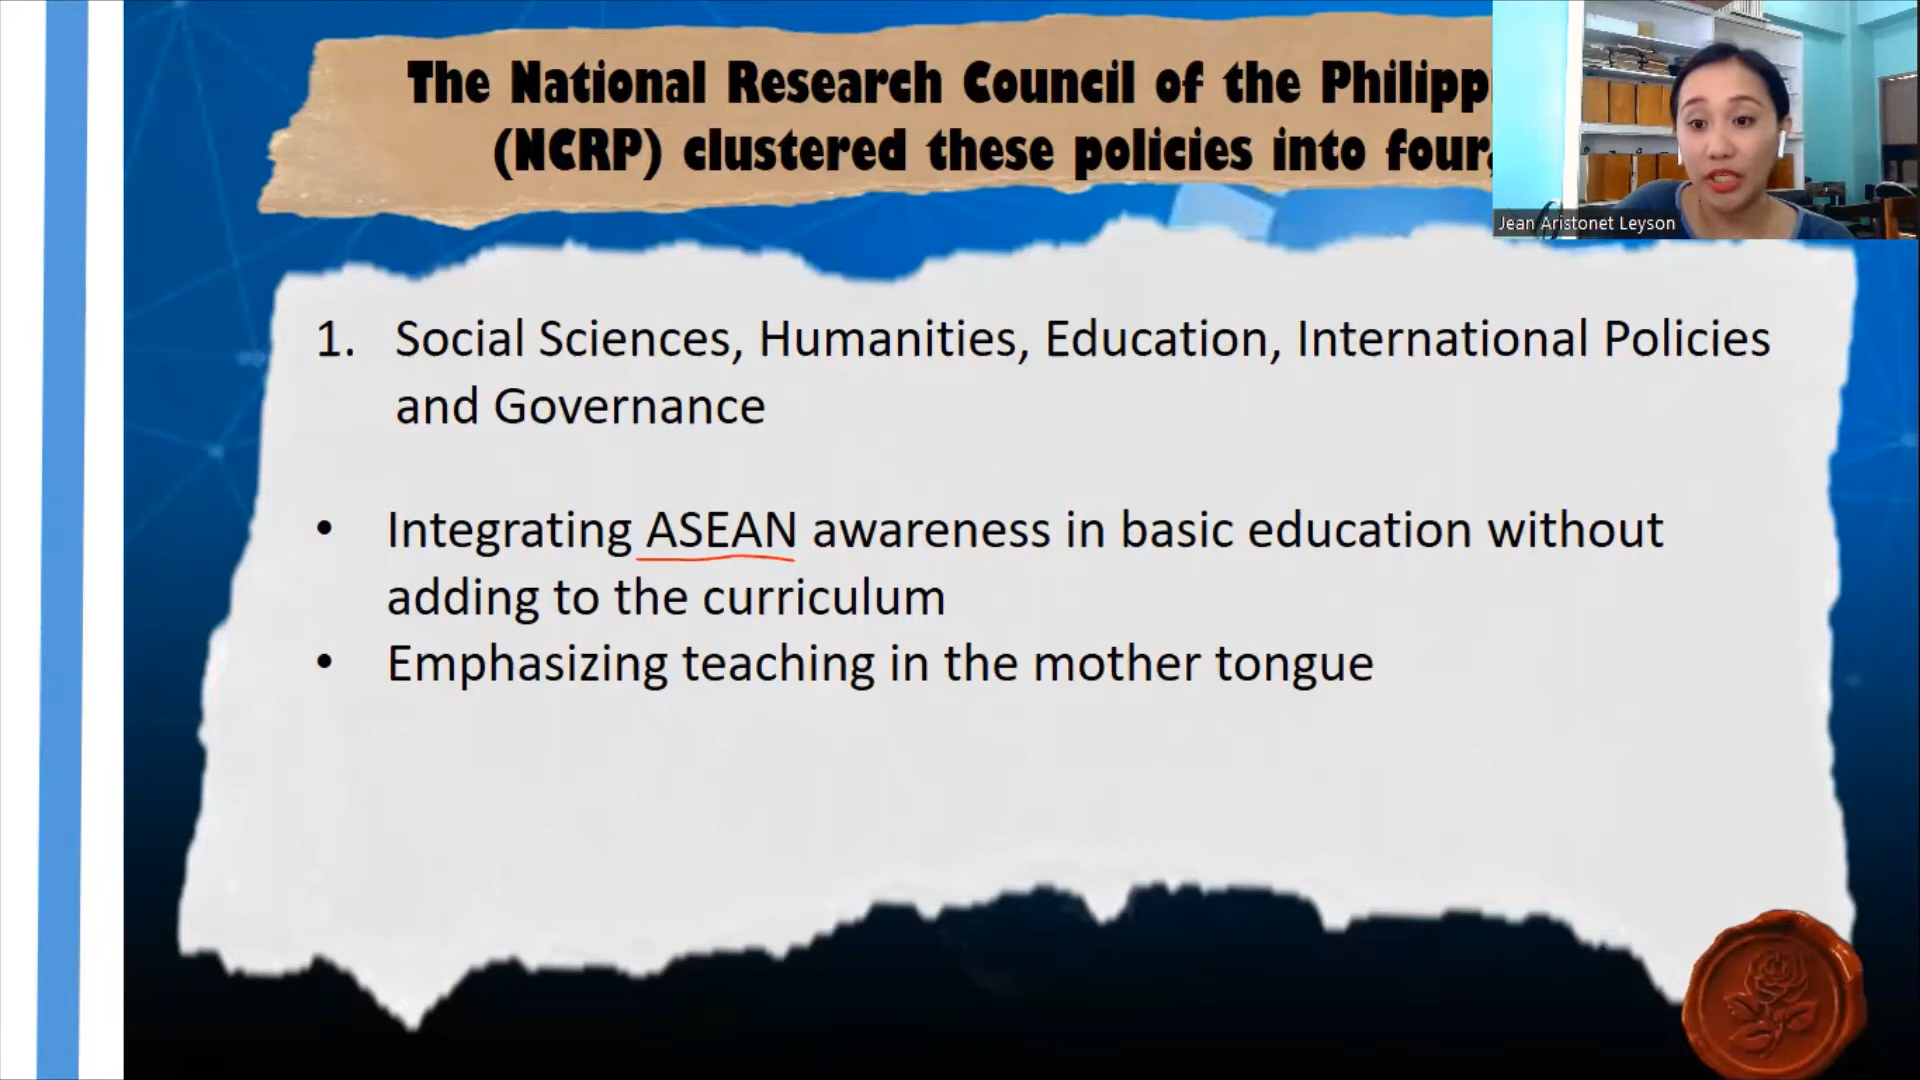 The National Research Council of the Philipp
(NCRP) clustered these policies into four,
Jean Aristonet Leyson
1. Social Sciences, Humanities, Education, International Policies
and Governance
• Integrating ASEAN awareness in basic education without
adding to the curriculum
• Emphasizing teaching in the mother tongue